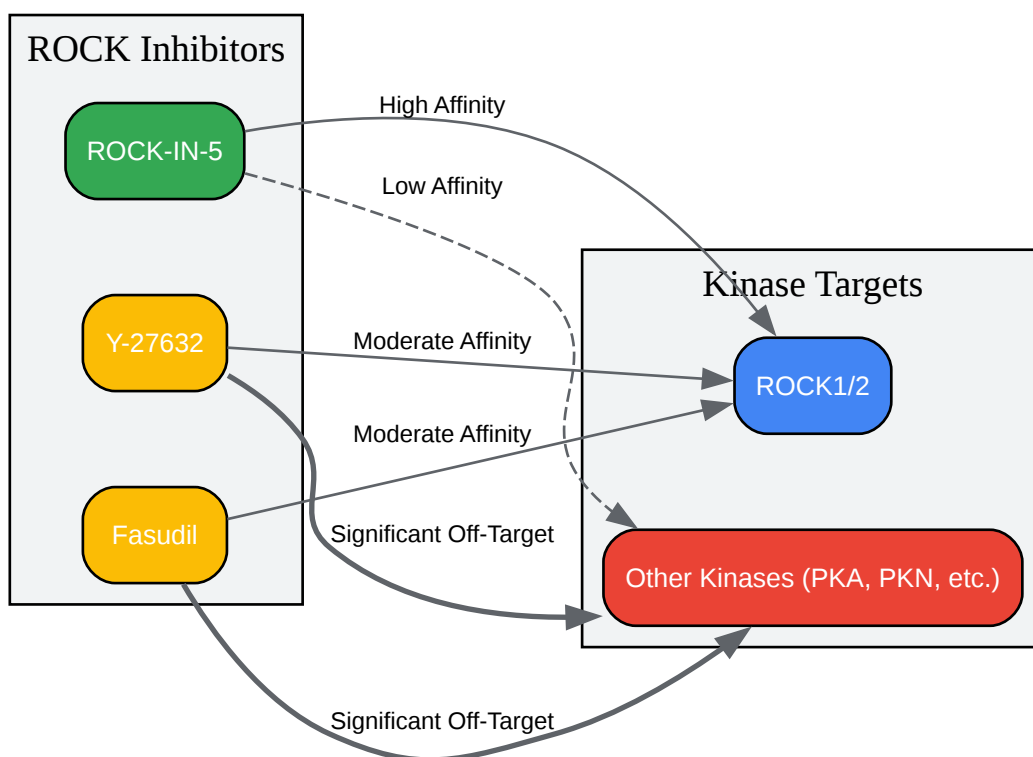 ROCK Inhibitors
High Affinity
ROCK-IN-5
Low Affinity
Kinase Targets
Y-27632
Moderate Affinity
ROCK1/2
Moderate Affinity
Fasudil
Significant Off-Target
Other Kinases (PKA, PKN, etc.)
Significant Off-Target